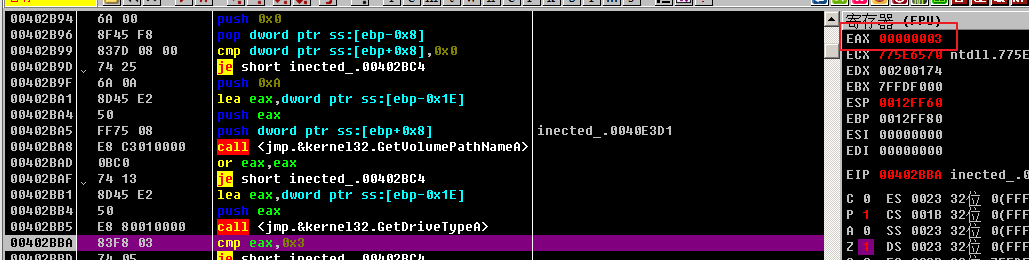 00402B94 6A 00 push 0x0
00402B96 8F45 F8 pop dword ptr ss:[ebp-0x8]
00402B99 837D 08 00 cmp dword ptr ss:[ebp+0x8],0x0
00402B9D 74 25 je short inected_.00402BC4
00402B9F 6A 0A push 0xA
00402BA1 8D45 E2 lea eax,dword ptr ss:[ebp-0x1E]
00402BA4 50 push eax
00402BA5 FF75 08 push dword ptr ss:[ebp+0x8] inected_.0040E3D1
00402BA8 E8 C3010000 call <jmp.&kernel32.GetVolumePathNameA>
00402BAD 0BC0 or eax,eax
00402BAF 74 13 je short inected_.00402BC4
00402BB1 8D45 E2 lea eax,dword ptr ss:[ebp-0x1E]
00402BB4 50 push eax
00402BB5 E8 80010000 call <jmp.&kernel32.GetDriveTypeA>
00402BBA 83F8 03 cmp eax,0x3
寄存器 (FPU)
EAX 00000003
ECX 775E6570 ntdll.775E
EDX 00200174
EBX 7FFDF000
ESP 0012FF60
EBP 0012FF80
ESI 00000000
EDI 00000000
EIP 00402BBA inected_.0
C 0 ES 0023 32位 0(FFF
P 1 CS 001B 32位 0(FFF
A 0 SS 0023 32位 0(FFF
Z 1 DS 0023 32位 0(FFF